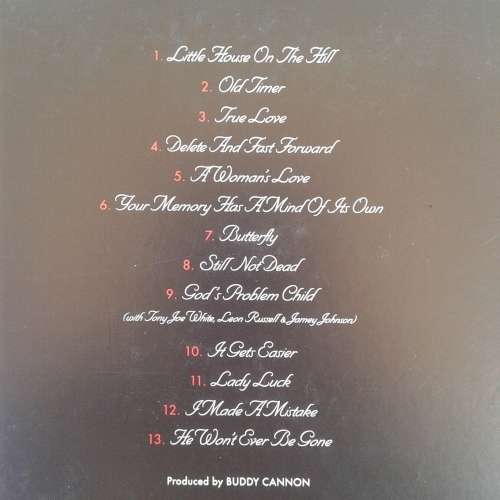 1. Little House On The Hill
2. Old Timer
3. True Love
4. Delete And Fast Forward
5. A Woman's Love
6. Your Memory Has A Mind Of Its Own
7. Butterfly
8. Still Not Dead
9. God's Problem Child
(with Tony Joe White, Leon Russell & Jamey Johnson)
10. It Gets Easier
11. Lady Luck
12. I Made A Mistake
13. He Won't Ever Be Gone
Produced by BUDDY CANNON